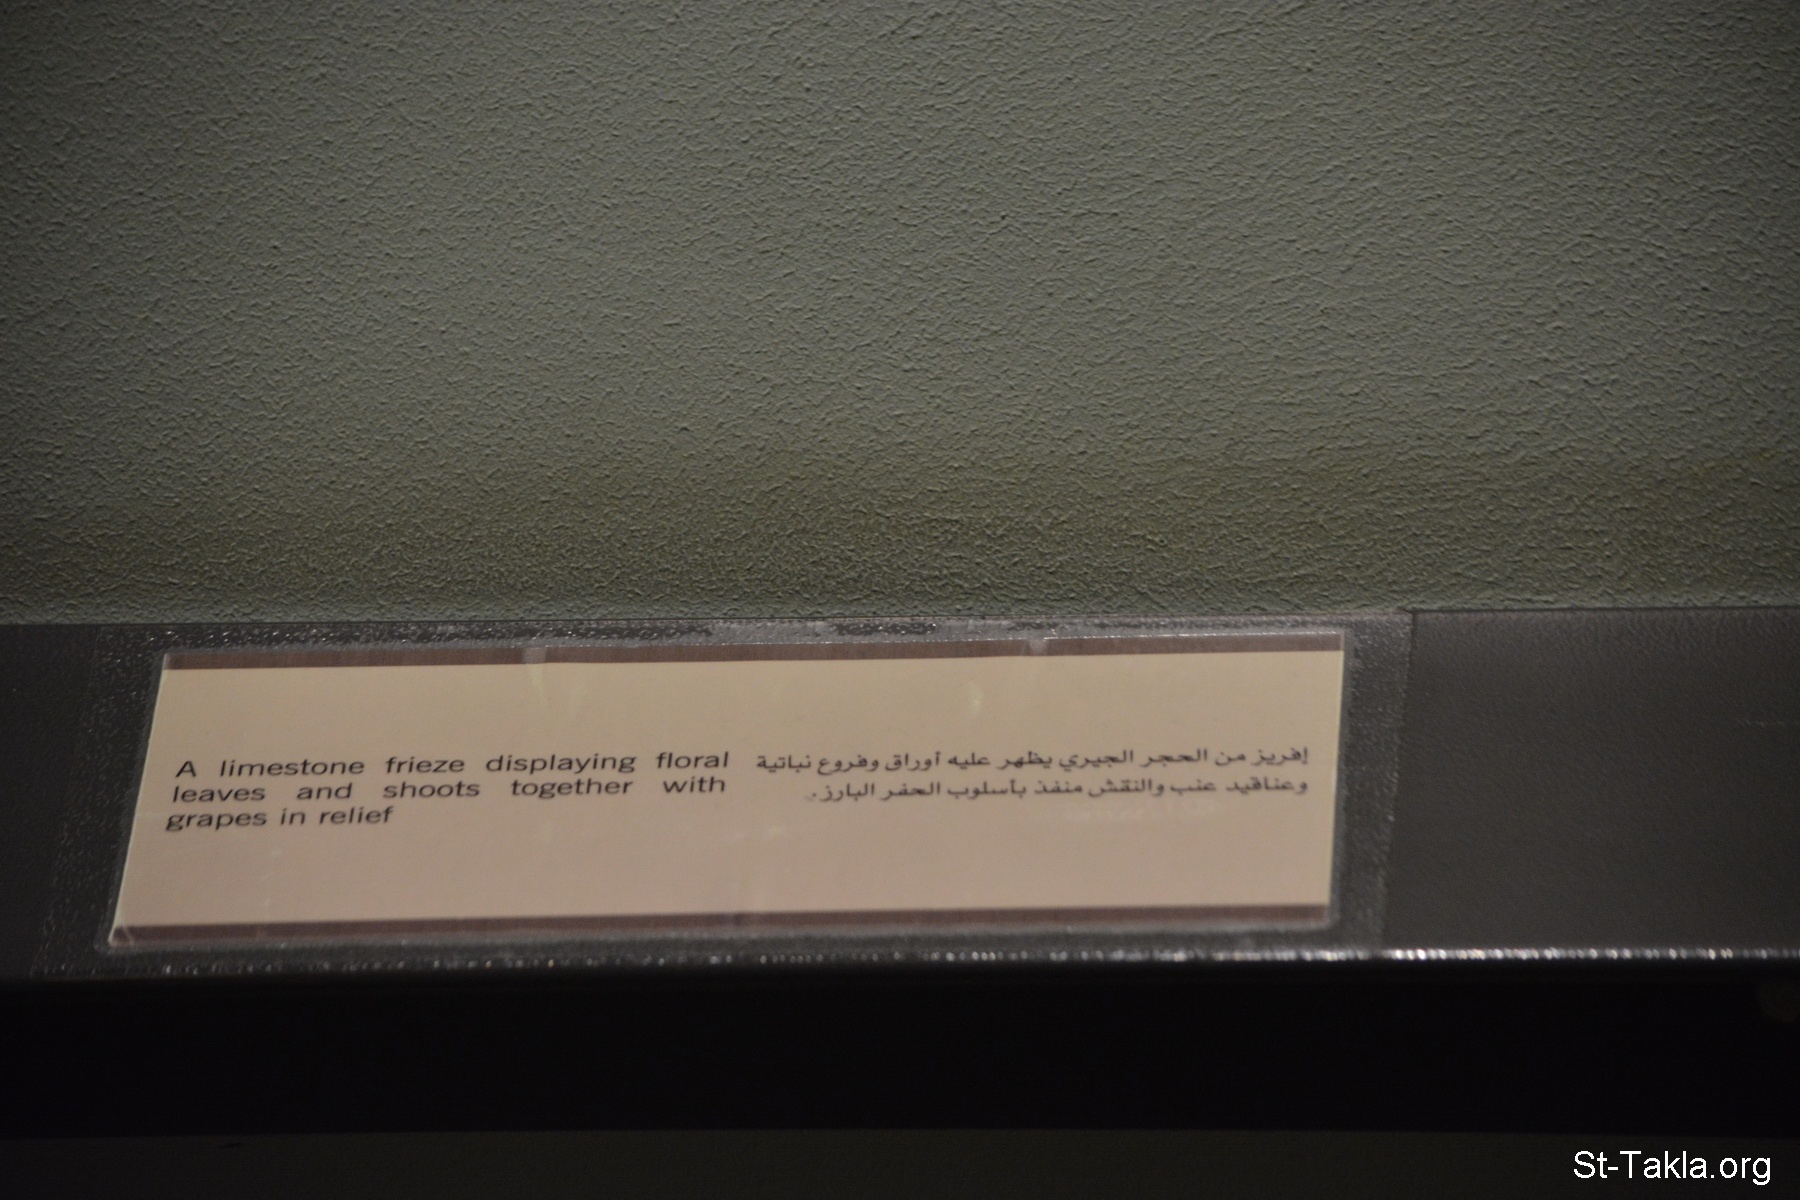 A limestone frieze displaying floral
leaves and shoots together with
grapes in relief
إفريز من الحجر الجيري يظهر عليه أوراق وفروع نباتية
وعناقيد عنب والنقش منفذ بأسلوب الحفر البارز.
St-Takla.org